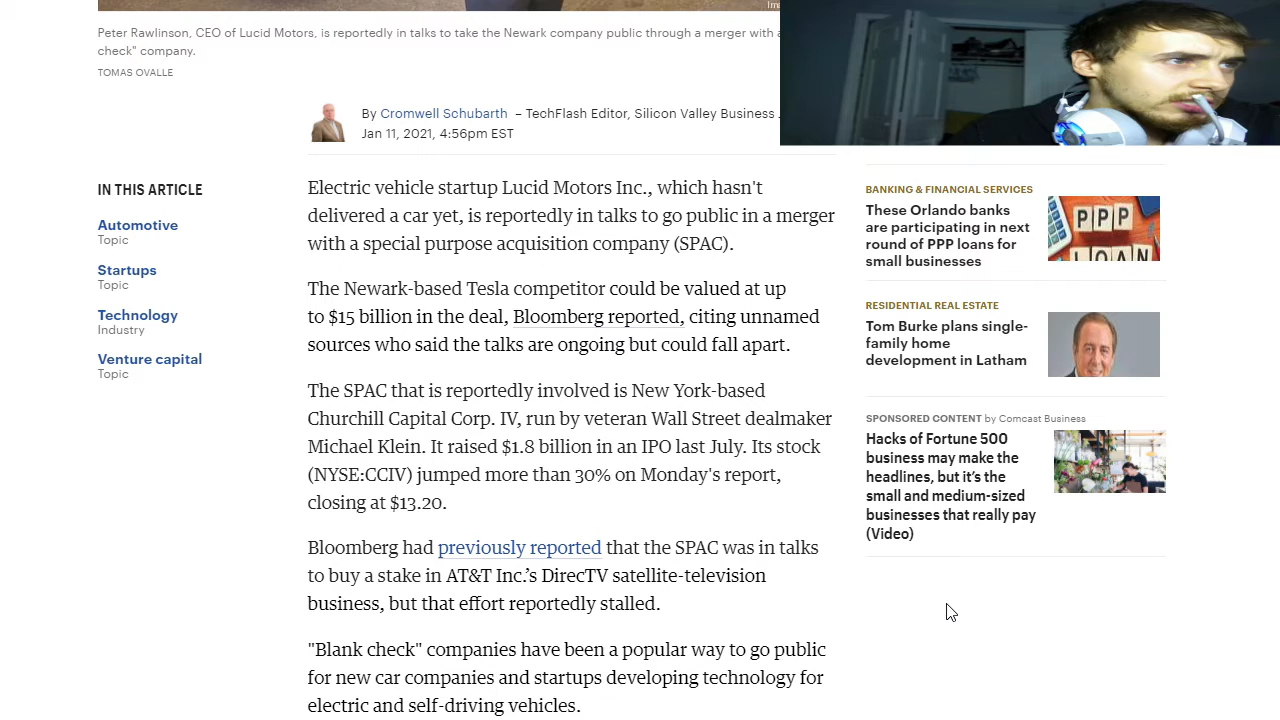 Peter Rawlinson, CEO of Lucid Motors, is reportedly in talks to take the Newark company public through a merger with a
check" company.
TOMAS OVALLE
By Cromwell Schubarth – TechFlash Editor, Silicon Valley Business
Jan 11, 2021, 4:56pm EST
IN THIS ARTICLE
Automotive
Topic
Startups
Topic
Technology
Industry
Venture capital
Topic
Electric vehicle startup Lucid Motors Inc., which hasn't
delivered a car yet, is reportedly in talks to go public in a merger
with a special purpose acquisition company (SPAC).
The Newark-based Tesla competitor could be valued at up
to $15 billion in the deal, Bloomberg reported, citing unnamed
sources who said the talks are ongoing but could fall apart.
The SPAC that is reportedly involved is New York-based
Churchill Capital Corp. IV, run by veteran Wall Street dealmaker
Michael Klein. It raised $1.8 billion in an IPO last July. Its stock
(NYSE:CCIV) jumped more than 30% on Monday's report,
closing at $13.20.
Bloomberg had previously reported that the SPAC was in talks
to buy a stake in AT&T Inc.'s DirecTV satellite-television
business, but that effort reportedly stalled.
"Blank check" companies have been a popular way to go public
for new car companies and startups developing technology for
electric and self-driving vehicles.
BANKING & FINANCIAL SERVICES
These Orlando banks
are participating in next
round of PPP loans for
small businesses
PPP
LOAN
RESIDENTIAL REAL ESTATE
Tom Burke plans single-
family home
development in Latham
SPONSORED CONTENT by Comcast Business
Hacks of Fortune 500
business may make the
headlines, but it's the
small and medium-sized
businesses that really pay
(Video)